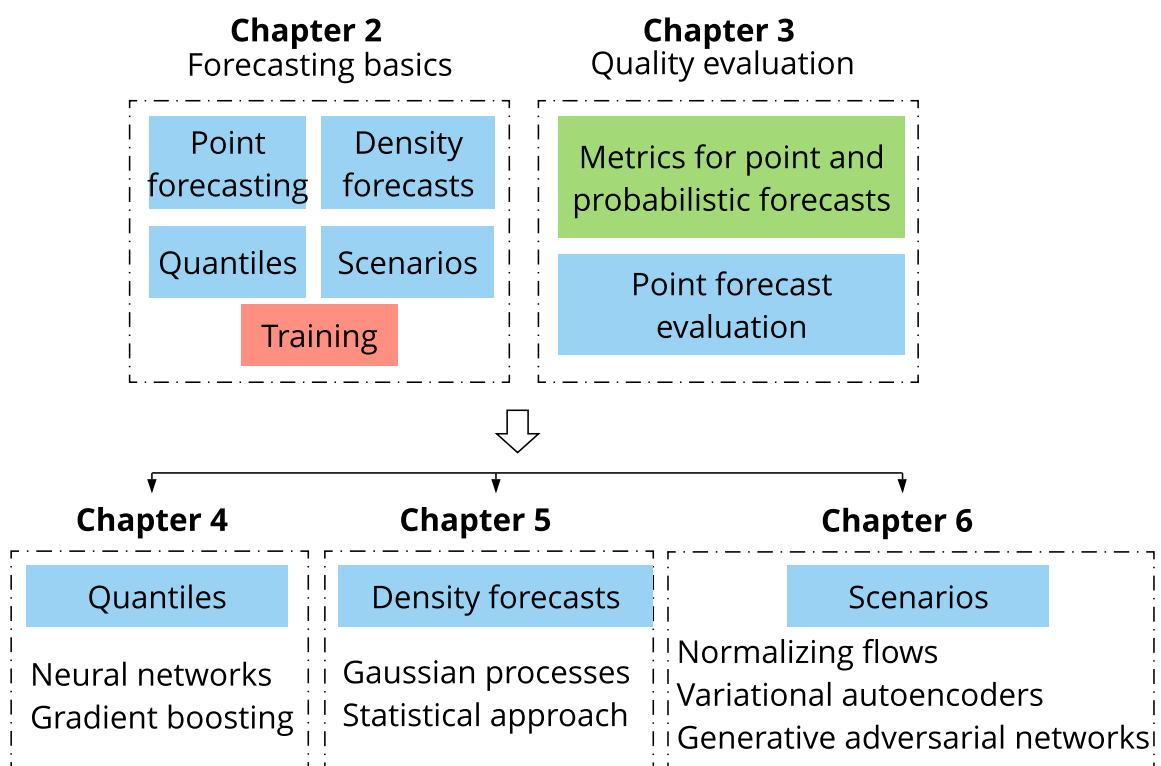 Chapter 2
Forecasting basics
Point
forecasting
Density
forecasts
Quantiles
Scenarios
Training
Chapter 3
Quality evaluation
Metrics for point and
probabilistic forecasts
Point forecast
evaluation
Chapter 4
Quantiles
Neural networks
Gradient boosting
Chapter 5
Density forecasts
Gaussian processes
Statistical approach
Chapter 6
Scenarios
Normalizing flows
Variational autoencoders
Generative adversarial networks